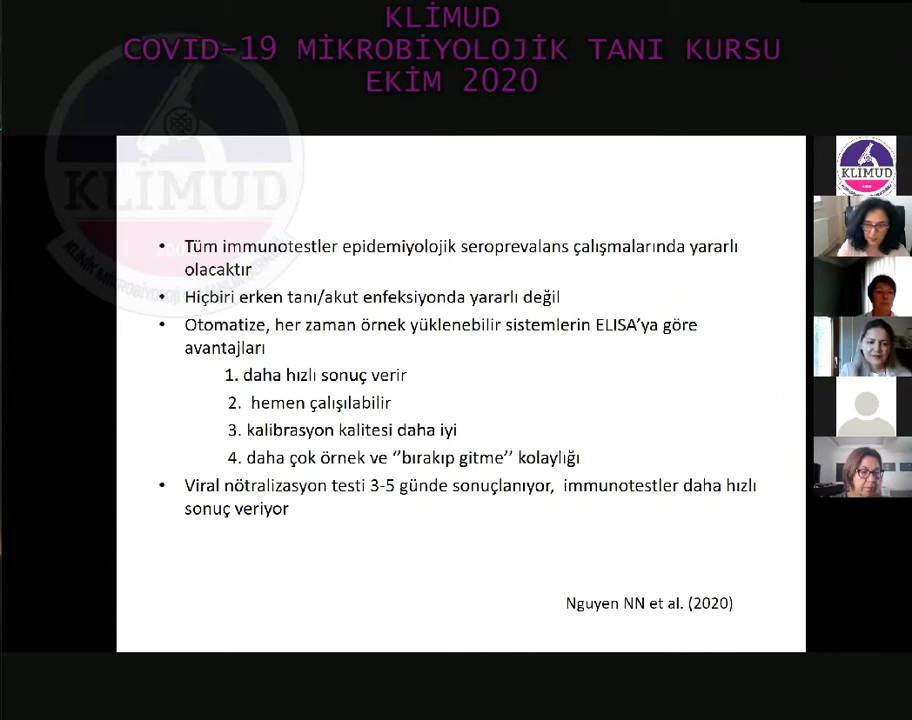 KLİMUD
COVID-19 MİKROBİYOLOJİK TANI KURSU
EKİM 2020
KLİMUD
KLİMUD
• Tüm immunotestler epidemiyolojik seroprevalans çalışmalarında yararlı
olacaktır
• Hiçbiri erken tanı/akut enfeksiyonda yararlı değil
• Otomatize, her zaman örnek yüklenebilir sistemlerin ELISA’ya göre
avantajları
1. daha hızlı sonuç verir
2. hemen çalışılabilir
3. kalibrasyon kalitesi daha iyi
4. daha çok örnek ve ‘’bırakıp gitme’’ kolaylığı
• Viral nötralizasyon testi 3-5 günde sonuçlanıyor, immunotestler daha hızlı
sonuç veriyor
Nguyen NN et al. (2020)